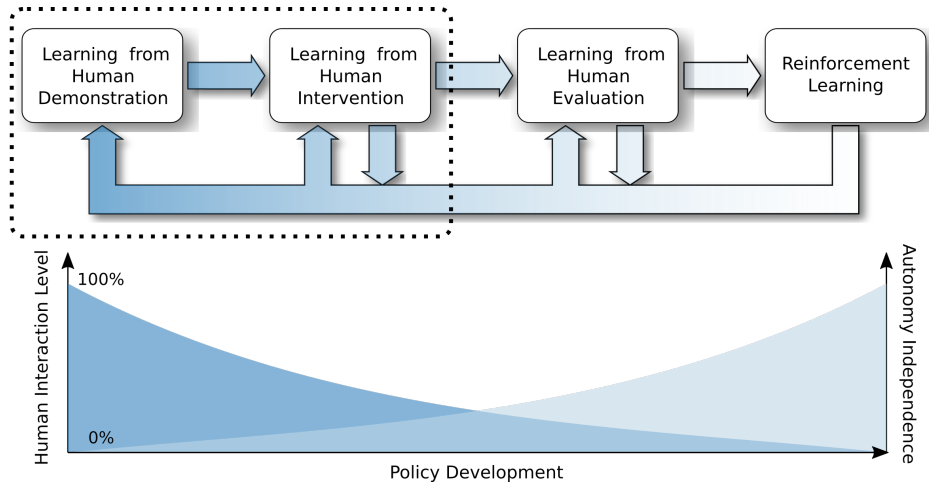 Learning from
Human
Demonstration
Learning from
Human
Intervention
Learning from
Human
Evaluation
Reinforcement
Learning
Human Interaction Level
100%
0%
Autonomy Independence
Policy Development